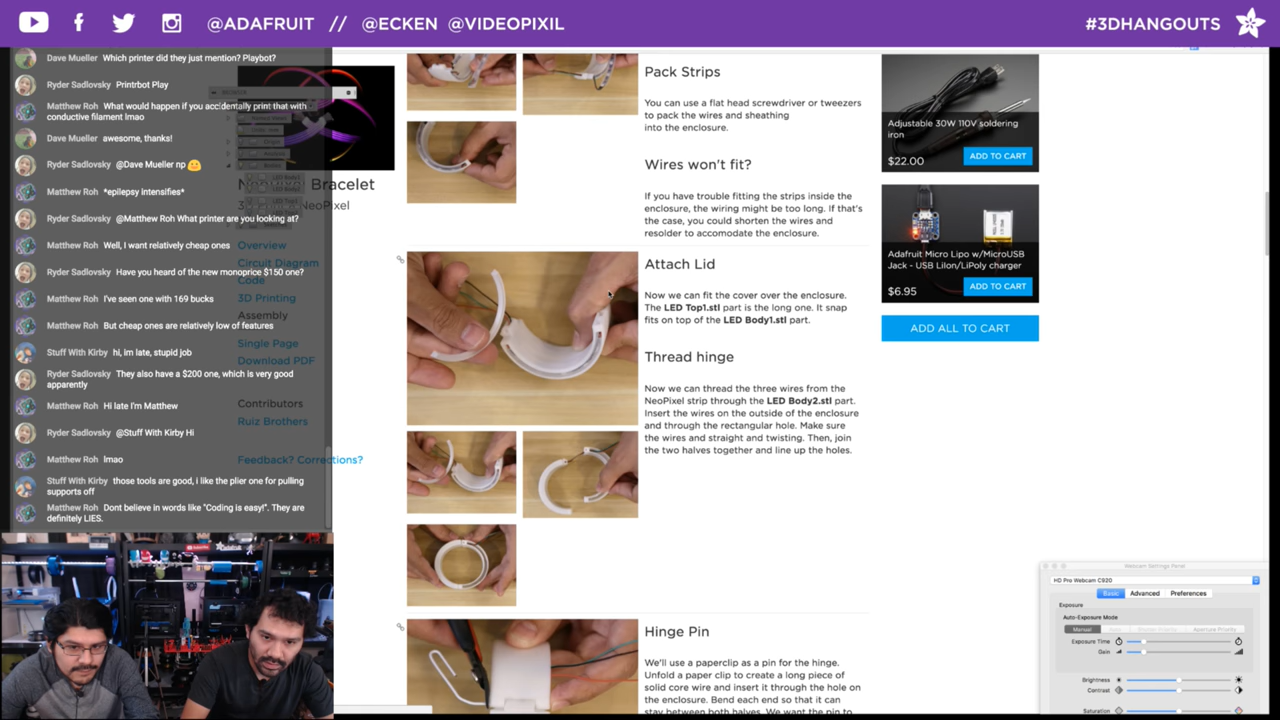 @ADAFRUIT // @ECKEN @VIDEOPIXIL
#3DHANGOUTS
Dave Mueller Which printer did they just mention? Playbot?
Ryder Sadlovsky Printrbot Play
Matthew Roh What would happen if you accidentally print that with
conductive filament lmao
Dave Mueller awesome, thanks!
Ryder Sadlovsky @Dave Mueller np
Matthew Roh *epilepsy intensifies*
Ryder Sadlovsky @Matthew Roh What printer are you looking at?
Matthew Roh Well, I want relatively cheap ones
Ryder Sadlovsky Have you heard of the new monoprice $150 one?
Matthew Roh I've seen one with 169 bucks
Matthew Roh But cheap ones are relatively low of features
Stuff With Kirby hi, im late, stupid job
Ryder Sadlovsky They also have a $200 one, which is very good
apparently
Matthew Roh Hi late I'm Matthew
Ryder Sadlovsky @Stuff With Kirby Hi
Matthew Roh lmao
Stuff With Kirby those tools are good, i like the plier one for pulling
supports off
Matthew Roh Dont believe in words like "Coding is easy!". They are
definitely LIES.
Bracelet
NeoPixel
Overview
Circuit Diagram
Code
3D Printing
Assembly
Single Page
Download PDF
Contributors
Ruiz Brothers
Feedback? Corrections?
Pack Strips
You can use a flat head screwdriver or tweezers
to pack the wires and sheathing
into the enclosure.
Wires won't fit?
If you have trouble fitting the strips inside the
enclosure, the wiring might be too long. If that's
the case, you could shorten the wires and
resolder to accomodate the enclosure.
Attach Lid
Now we can fit the cover over the enclosure.
The LED Top1.stl part is the long one. It snap
fits on top of the LED Body1.stl part.
Thread hinge
Now we can thread the three wires from the
NeoPixel strip through the LED Body2.stl part.
Insert the wires on the outside of the enclosure
and through the rectangular hole. Make sure
the wires and straight and twisting. Then, join
the two halves together and line up the holes.
Hinge Pin
We'll use a paperclip as a pin for the hinge.
Unfold a paper clip to create a long piece of
solid core wire and insert it through the hole on
the enclosure. Bend each end so that it can
stay between both halves. We want the pin to
Adjustable 30W 110V soldering
iron
$22.00
ADD TO CART
Adafruit Micro Lipo w/MicroUSB
Jack - USB LiIon/LiPoly charger
$6.95
ADD TO CART
ADD ALL TO CART
Webcam Settings Panel
HD Pro Webcam C920
Basic Advanced Preferences
Exposure
Auto-Exposure Mode
Manual
Aperture Priority
Exposure Time
Gain
Brightness
Contrast
Saturation